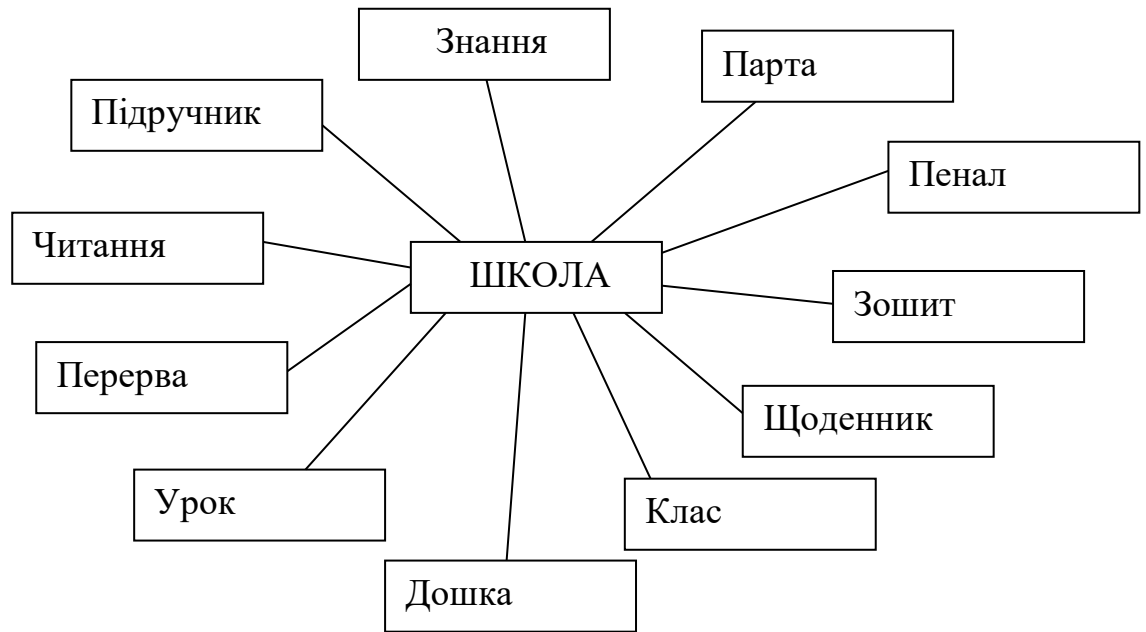 Знання
Парта
Підручник
Пенал
Читання
ШКОЛА
Зошит
Перерва
Щоденник
Урок
Клас
Дошка